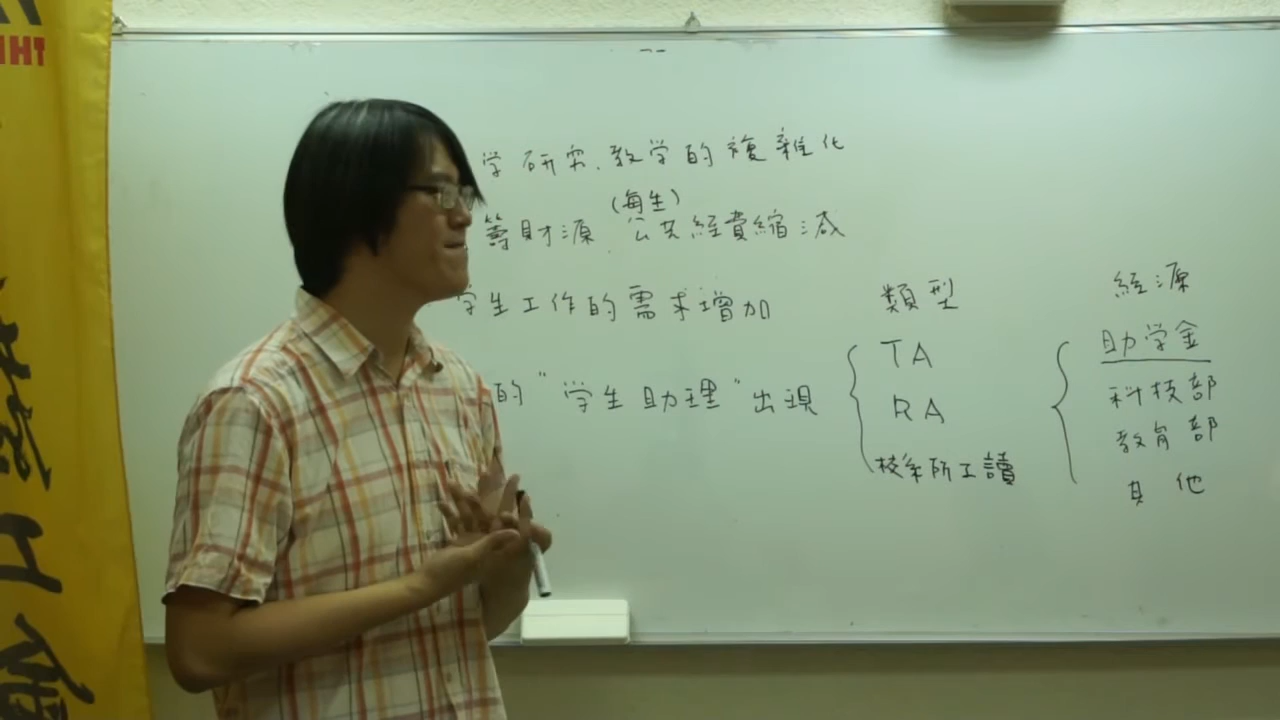 学研究、教学的複雜化
(每生)
籌財源、公共經費縮減
学生工作的需求增加
的"学生助理"出現
類型
TA
RA
校系所工讀
經源
助学金
科技部
教育部
其他
工